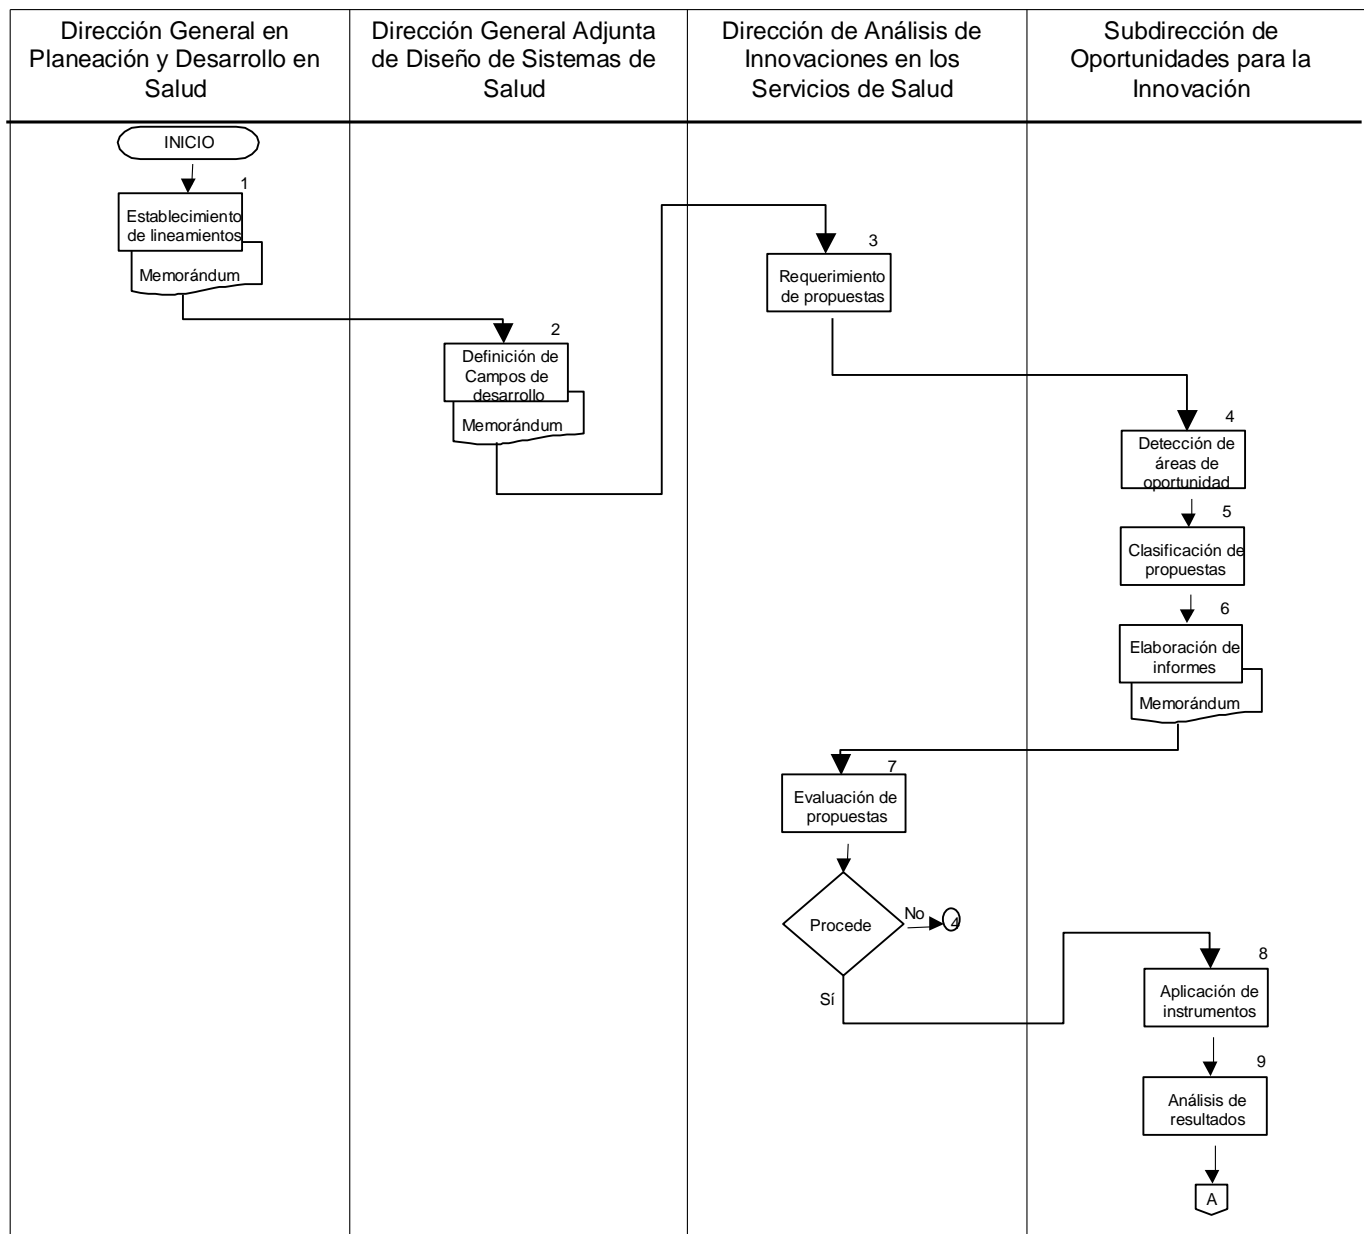 Dirección General en
Planeación y Desarrollo en
Salud
Dirección General Adjunta
de Diseño de Sistemas de
Salud
Dirección de Análisis de
Innovaciones en los
Servicios de Salud
Subdirección de
Oportunidades para la
Innovación
INICIO
1
Establecimiento
de lineamientos
Memorándum
2
Definición de
Campos de
desarrollo
Memorándum
3
Requerimiento
de propuestas
4
Detección de
áreas de
oportunidad
5
Clasificación de
propuestas
6
Elaboración de
informes
Memorándum
7
Evaluación de
propuestas
Procede
No
4
Sí
8
Aplicación de
instrumentos
9
Análisis de
resultados
A